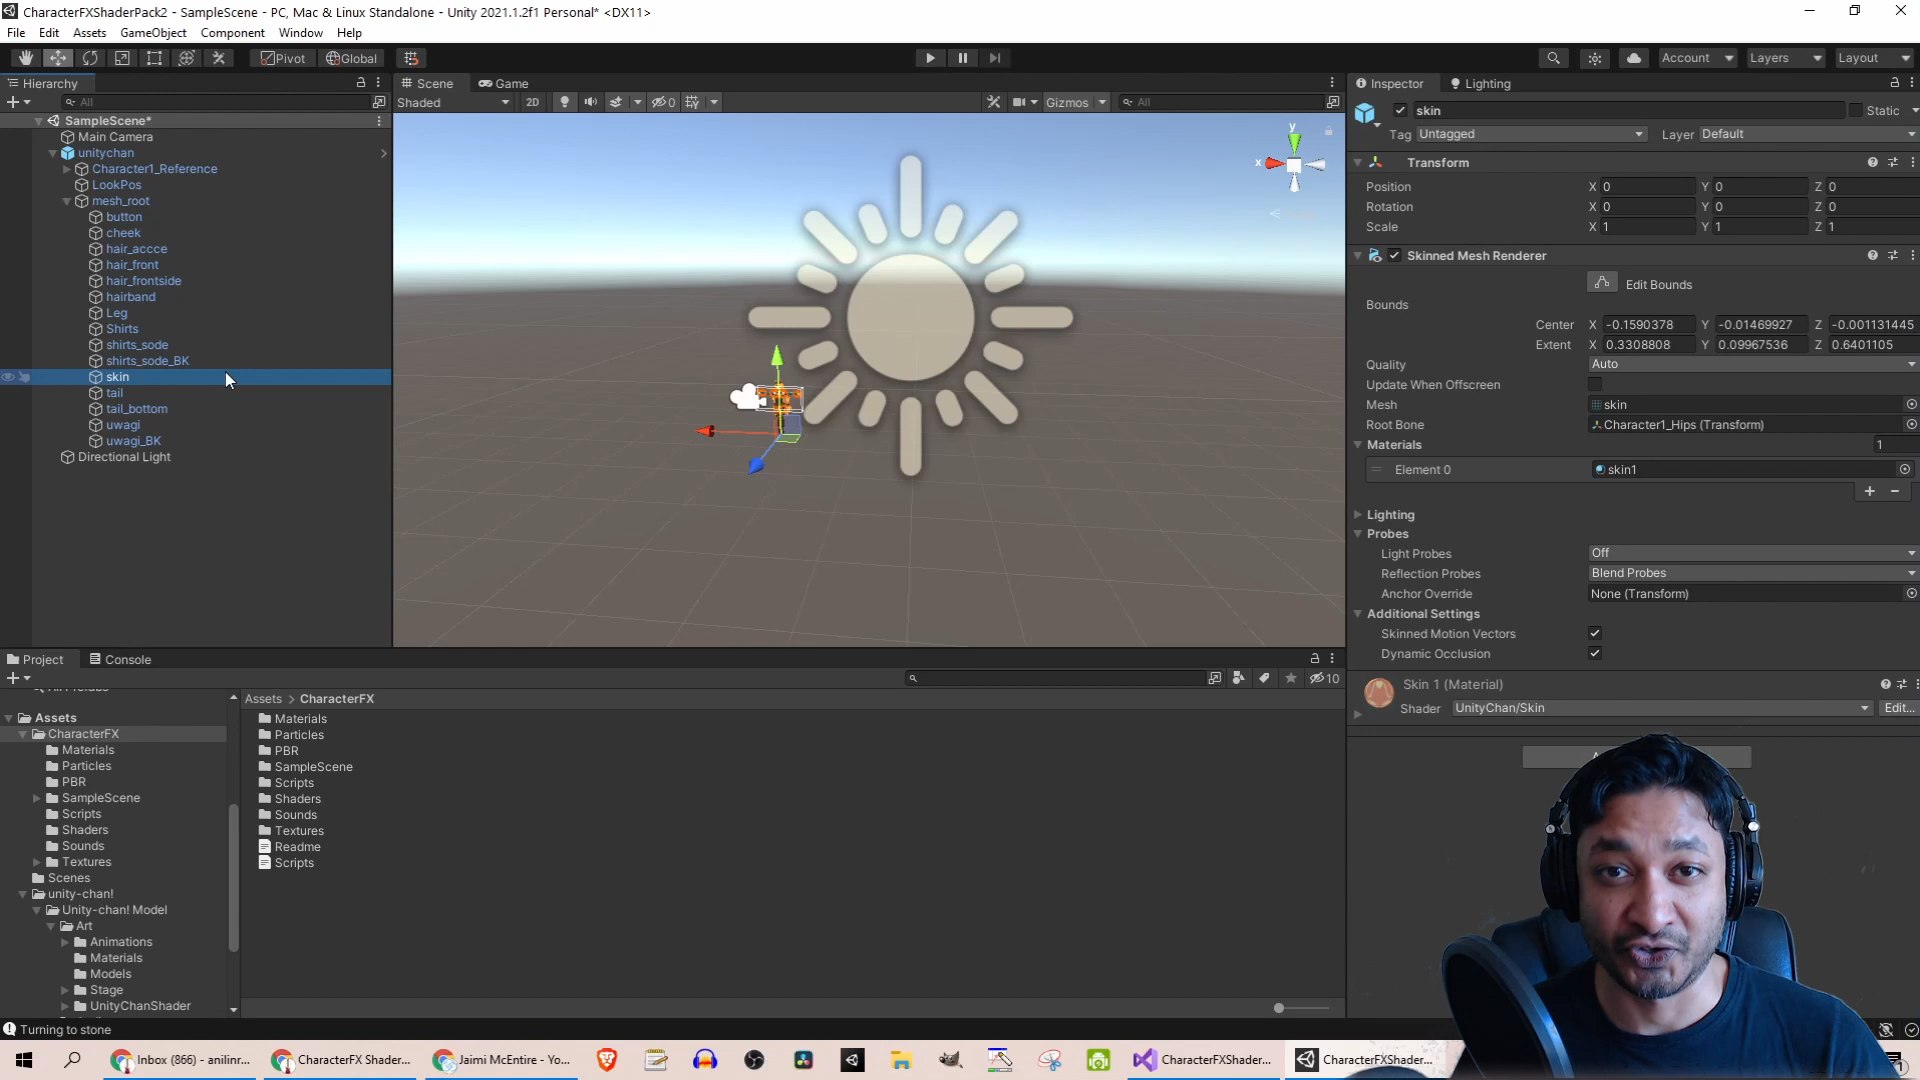 CharacterFXShaderPack2 - SampleScene - PC, Mac & Linux Standalone - Unity 2021.1.2f1 Personal* <DX11>
File Edit Assets GameObject Component Window Help
Pivot Global Account Layers Layout
Hierarchy
All
SampleScene*
Main Camera
unitychan
Character1_Reference
LookPos
mesh_root
button
cheek
hair_accce
hair_front
hair_frontside
hairband
Leg
Shirts
shirts_sode
shirts_sode_BK
skin
tail
tail_bottom
uwagi
uwagi_BK
Directional Light
Scene Game
Shaded 2D 0 Gizmos All
y
x
Inspector Lighting
skin Static
Tag Untagged Layer Default
Transform
Position X 0 Y 0 Z 0
Rotation X 0 Y 0 Z 0
Scale X 1 Y 1 Z 1
Skinned Mesh Renderer
Edit Bounds
Bounds
Center X -0.1590378 Y -0.01469927 Z -0.001131445
Extent X 0.3308808 Y 0.09967536 Z 0.6401105
Quality Auto
Update When Offscreen
Mesh skin
Root Bone Character1_Hips (Transform)
Materials 1
Element 0 skin1
Lighting
Probes
Light Probes Off
Reflection Probes Blend Probes
Anchor Override None (Transform)
Additional Settings
Skinned Motion Vectors
Dynamic Occlusion
Skin 1 (Material)
Shader UnityChan/Skin Edit...
Project Console
10
Assets
CharacterFX
Materials
Particles
PBR
SampleScene
Scripts
Shaders
Sounds
Textures
Scenes
unity-chan!
Unity-chan! Model
Art
Animations
Materials
Models
Stage
UnityChanShader
Assets > CharacterFX
Materials
Particles
PBR
SampleScene
Scripts
Shaders
Sounds
Textures
Readme
Scripts
Turning to stone
Inbox (866) - anilinr... CharacterFX Shader... Jaimi McEntire - Yo... CharacterFXShader... CharacterFXShader...